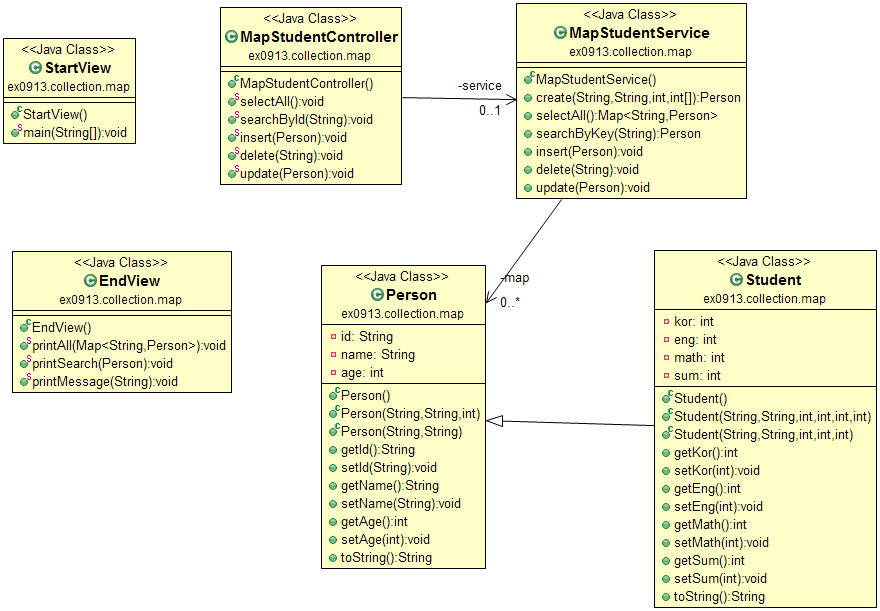 <<Java Class>>
StartView
ex0913.collection.map
StartView()
main(String[]):void
<<Java Class>>
MapStudentController
ex0913.collection.map
MapStudentController()
selectAll():void
searchById(String):void
insert(Person):void
delete(String):void
update(Person):void
-service
0..1
<<Java Class>>
MapStudentService
ex0913.collection.map
MapStudentService()
create(String,String,int,int[]):Person
selectAll():Map<String,Person>
searchByKey(String):Person
insert(Person):void
delete(String):void
update(Person):void
<<Java Class>>
EndView
ex0913.collection.map
EndView()
printAll(Map<String,Person>):void
printSearch(Person):void
printMessage(String):void
-map
0..*
<<Java Class>>
Person
ex0913.collection.map
id: String
name: String
age: int
Person()
Person(String,String,int)
Person(String,String)
getId():String
setId(String):void
getName():String
setName(String):void
getAge():int
setAge(int):void
toString():String
<<Java Class>>
Student
ex0913.collection.map
kor: int
eng: int
math: int
sum: int
Student()
Student(String,String,int,int,int,int)
Student(String,String,int,int,int)
getKor():int
setKor(int):void
getEng():int
setEng(int):void
getMath():int
setMath(int):void
getSum():int
setSum(int):void
toString():String